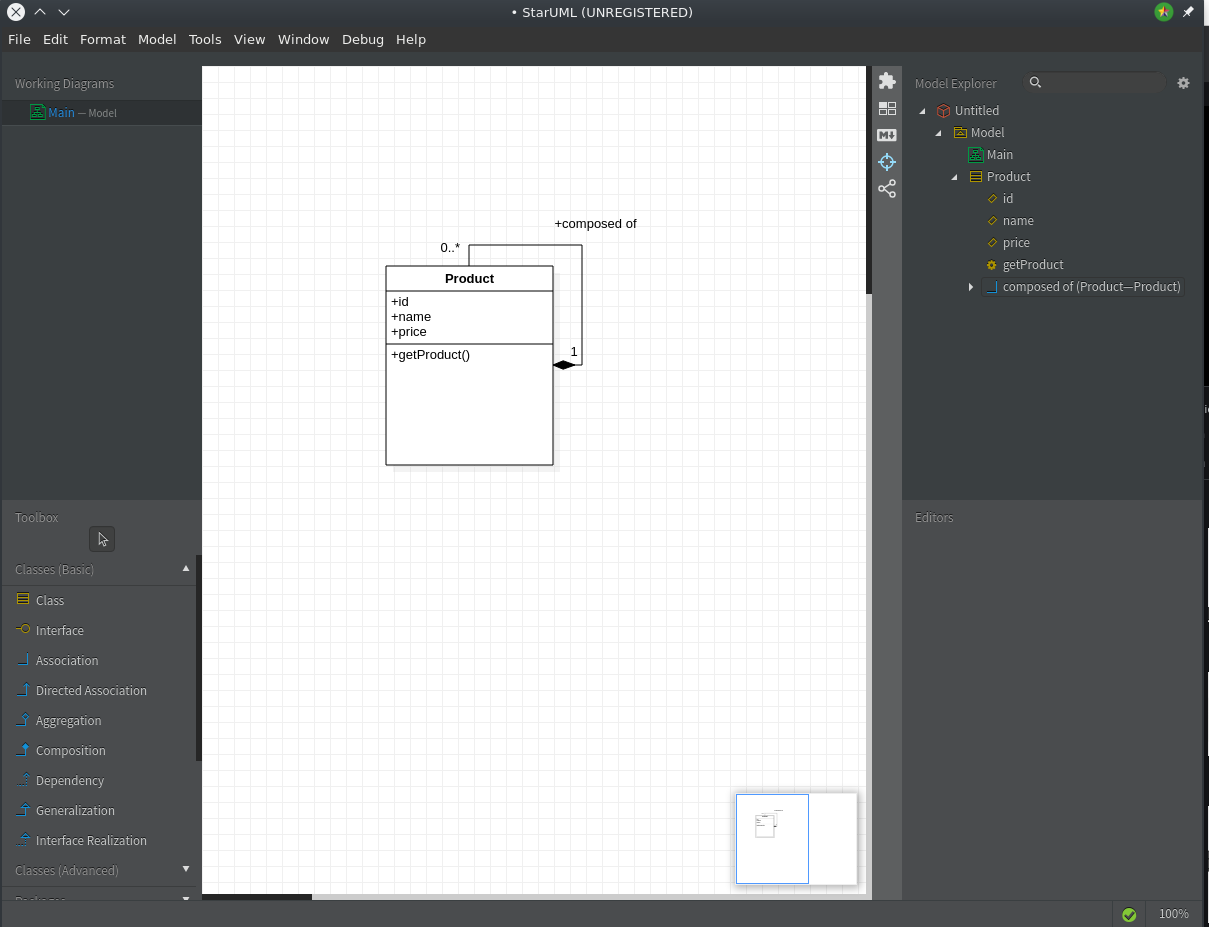 • StarUML (UNREGISTERED)
File Edit Format Model Tools View Window Debug Help
Working Diagrams
Main — Model
+composed of
0..*
Product
+id
+name
+price
+getProduct()
1
M
Model Explorer
Untitled
Model
Main
Product
id
name
price
getProduct
composed of (Product—Product)
Toolbox
Classes (Basic)
Class
Interface
Association
Directed Association
Aggregation
Composition
Dependency
Generalization
Interface Realization
Classes (Advanced)
Editors
100%